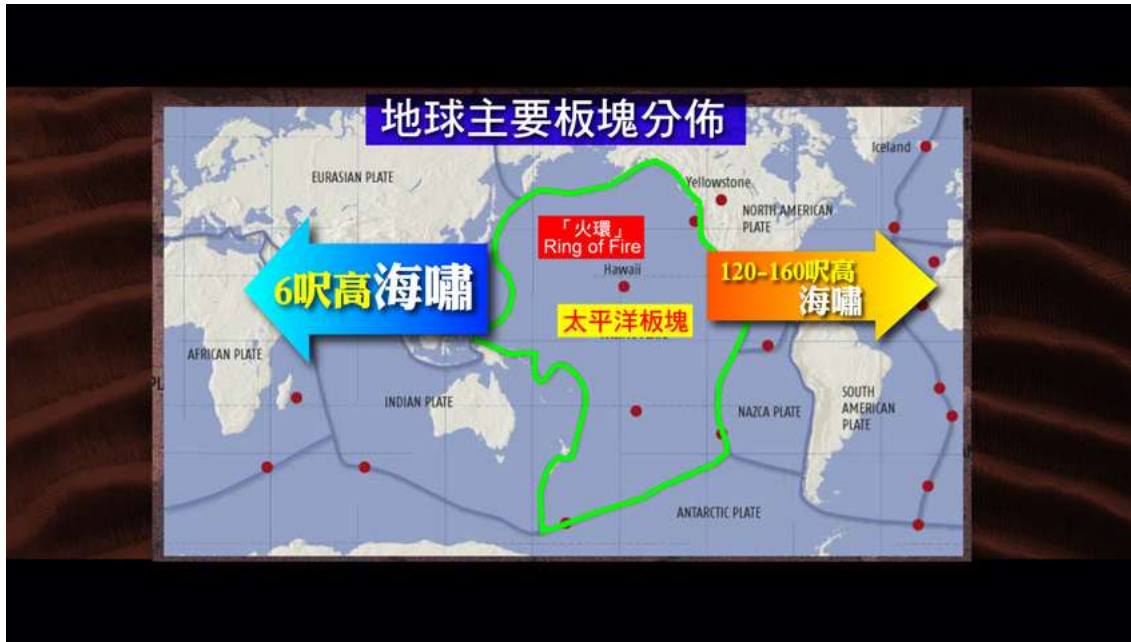 地球主要板塊分佈
Iceland
EURASIAN PLATE
Yellowstone
NORTH AMERICAN
PLATE
「火環」
Ring of Fire
Hawaii
6呎高海嘯
120-160呎高
海嘯
太平洋板塊
AFRICAN PLATE
INDIAN PLATE
NAZCA PLATE
SOUTH
AMERICAN
PLATE
ANTARCTIC PLATE